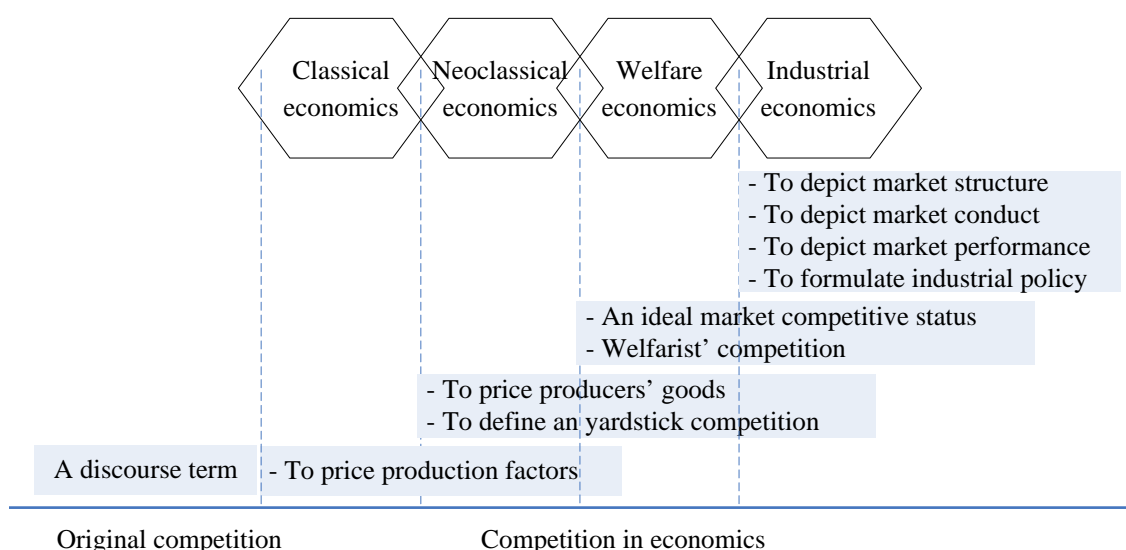 Classical
economics
Neoclassical
economics
Welfare
economics
Industrial
economics
- To depict market structure
- To depict market conduct
- To depict market performance
- To formulate industrial policy
- An ideal market competitive status
- Welfarist’ competition
- To price producers’ goods
- To define an yardstick competition
A discourse term
- To price production factors
Original competition
Competition in economics